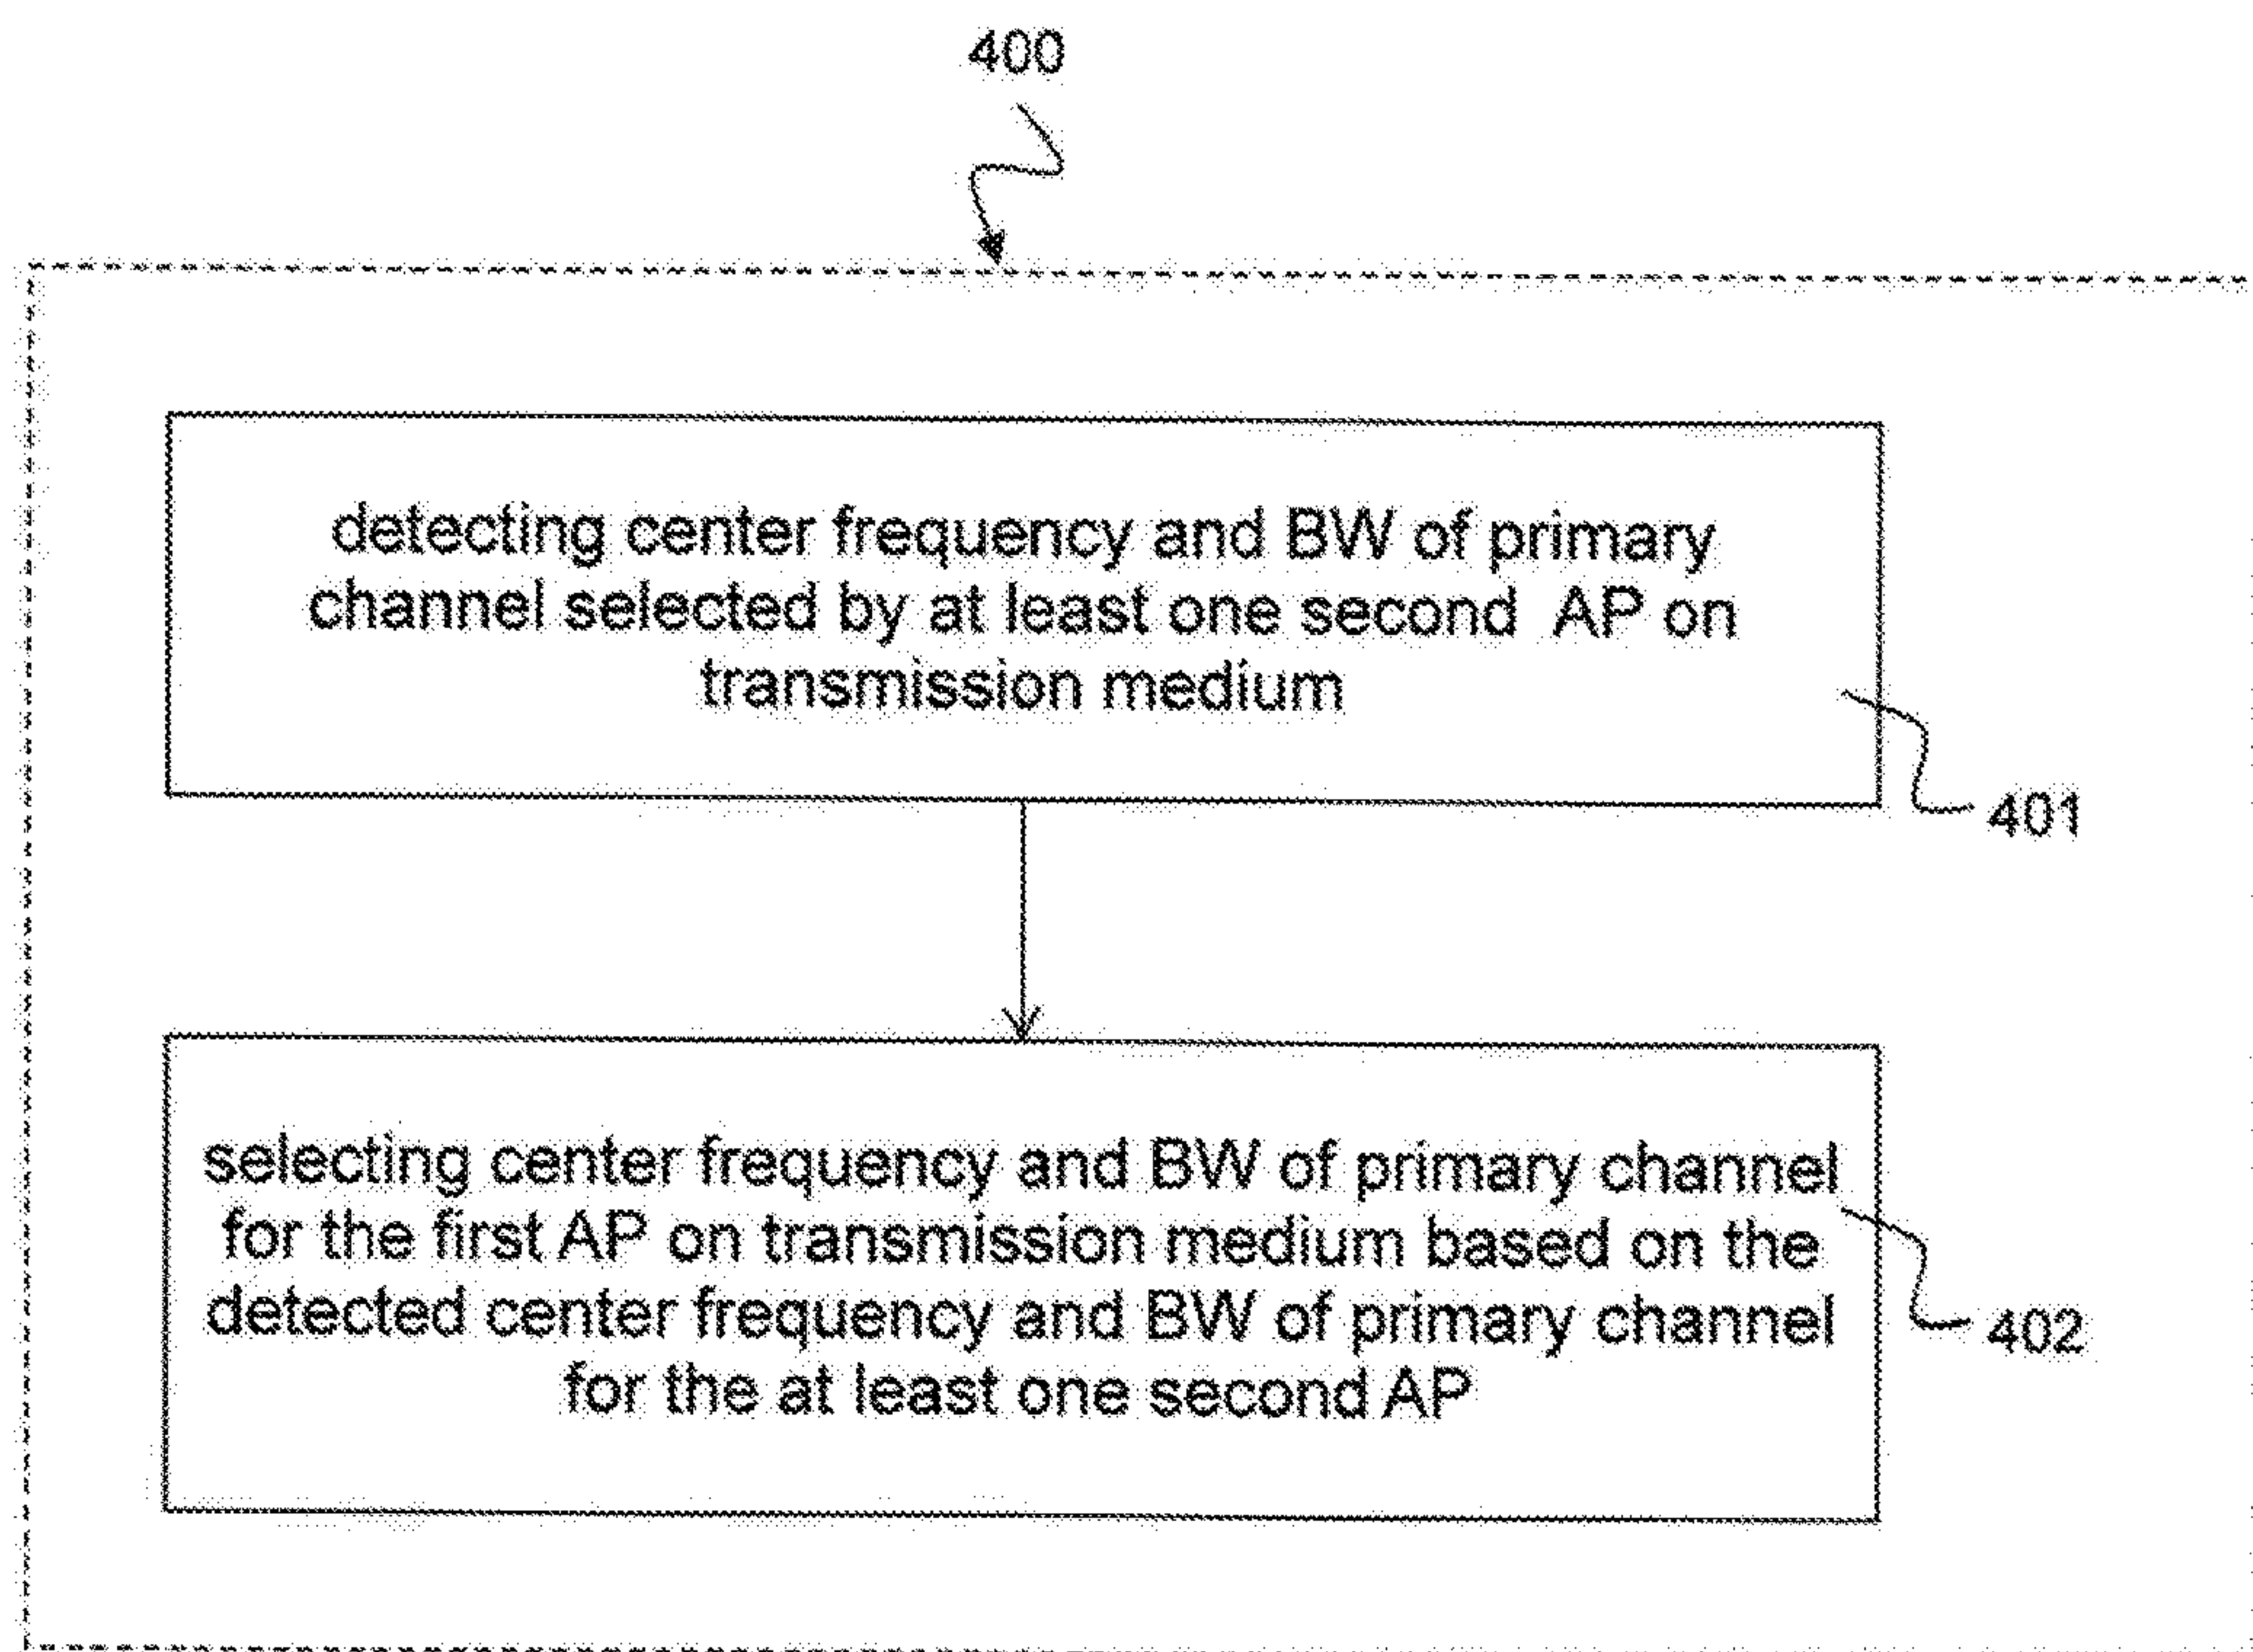 400
detecting center frequency and BW of primary
channel selected by at least one second AP on
transmission medium
401
selecting center frequency and BW of primary channel
for the first AP on transmission medium based on the
detected center frequency and BW of primary channel
for the at least one second AP
402